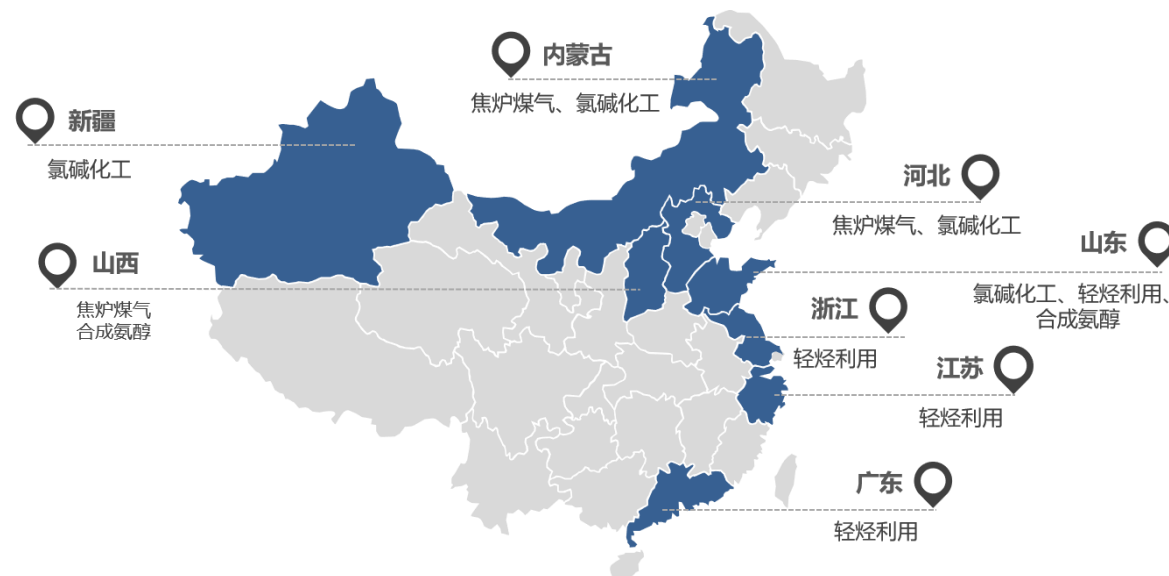 内蒙古
焦炉煤气、氯碱化工
新疆
氯碱化工
河北
焦炉煤气、氯碱化工
山西
焦炉煤气
合成氨醇
山东
氯碱化工、轻烃利用、
合成氨醇
浙江
轻烃利用
江苏
轻烃利用
广东
轻烃利用